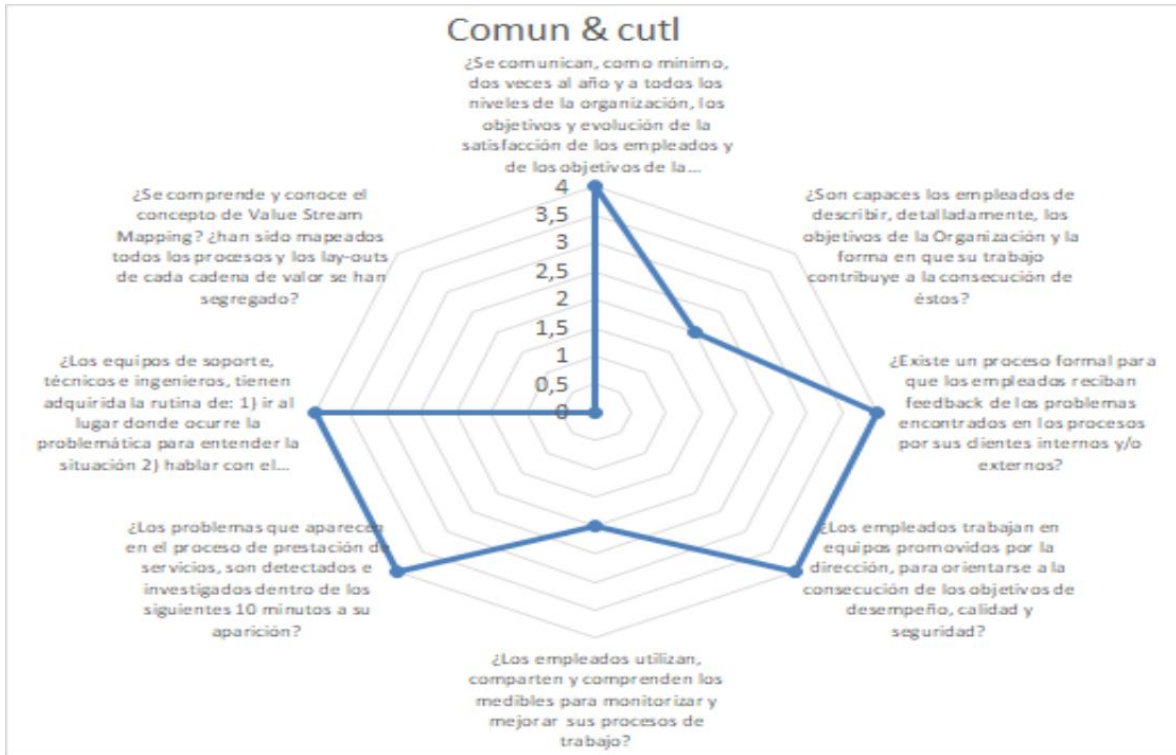 Comun & cutl
¿Se comunican, como mínimo,
dos veces al año y a todos los
niveles de la organización, los
objetivos y evolución de la
satisfacción de los empleados y
de los objetivos de la...
¿Son capaces los empleados de
describir, detalladamente, los
objetivos de la Organización y la
forma en que su trabajo
contribuye a la consecución de
éstos?
¿Existe un proceso formal para
que los empleados reciban
feedback de los problemas
encontrados en los procesos
por sus clientes internos y/o
externos?
¿Los empleados trabajan en
equipos promovidos por la
dirección, para orientarse a la
consecución de los objetivos de
desempeño, calidad y
seguridad?
¿Los empleados utilizan,
comparten y comprenden los
medibles para monitorizar y
mejorar sus procesos de
trabajo?
¿Los problemas que aparecen
en el proceso de prestación de
servicios, son detectados e
investigados dentro de los
siguientes 10 minutos a su
aparición?
¿Los equipos de soporte,
técnicos e ingenieros, tienen
adquirida la rutina de: 1) ir al
lugar donde ocurre la
problemática para entender la
situación 2) hablar con el...
¿Se comprende y conoce el
concepto de Value Stream
Mapping? ¿han sido mapeados
todos los procesos y los lay-outs
de cada cadena de valor se han
segregado?
4
3,5
3
2,5
2
1,5
1
0,5
0